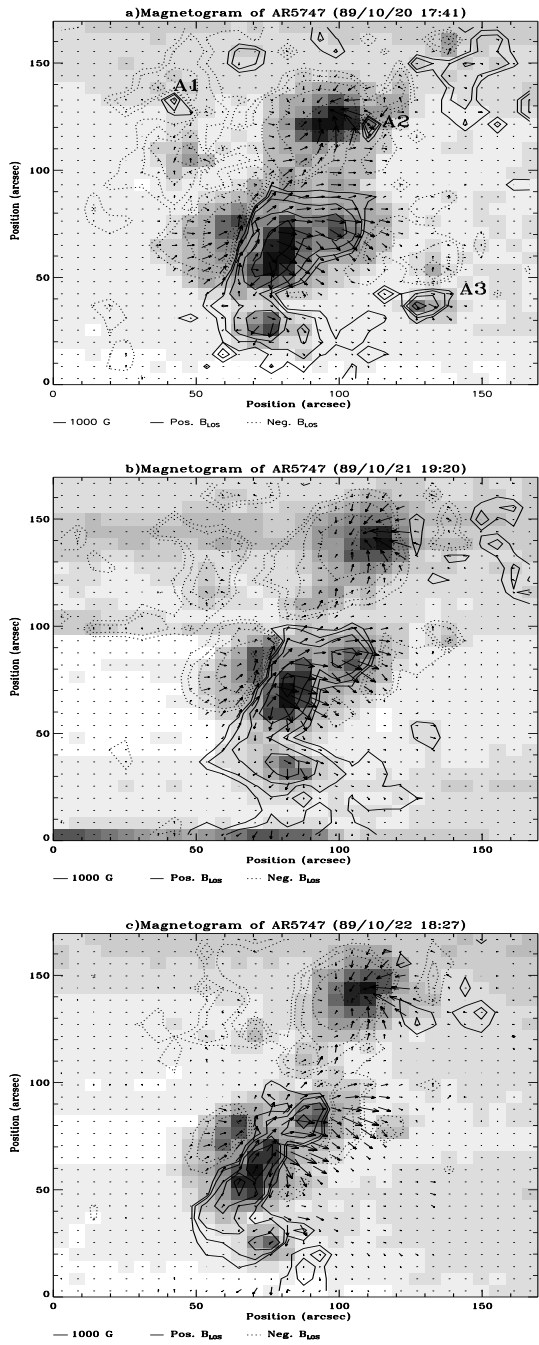 a)Magnetogram of AR5747 (89/10/20 17:41)
150
A1
A2
100
Position (arcsec)
50
A3
0
0 50 100 150
Position (arcsec)
1000 G Pos. BLOS Neg. BLOS
b)Magnetogram of AR5747 (89/10/21 19:20)
150
100
Position (arcsec)
50
0
0 50 100 150
Position (arcsec)
1000 G Pos. BLOS Neg. BLOS
c)Magnetogram of AR5747 (89/10/22 18:27)
150
100
Position (arcsec)
50
0
0 50 100 150
Position (arcsec)
1000 G Pos. BLOS Neg. BLOS